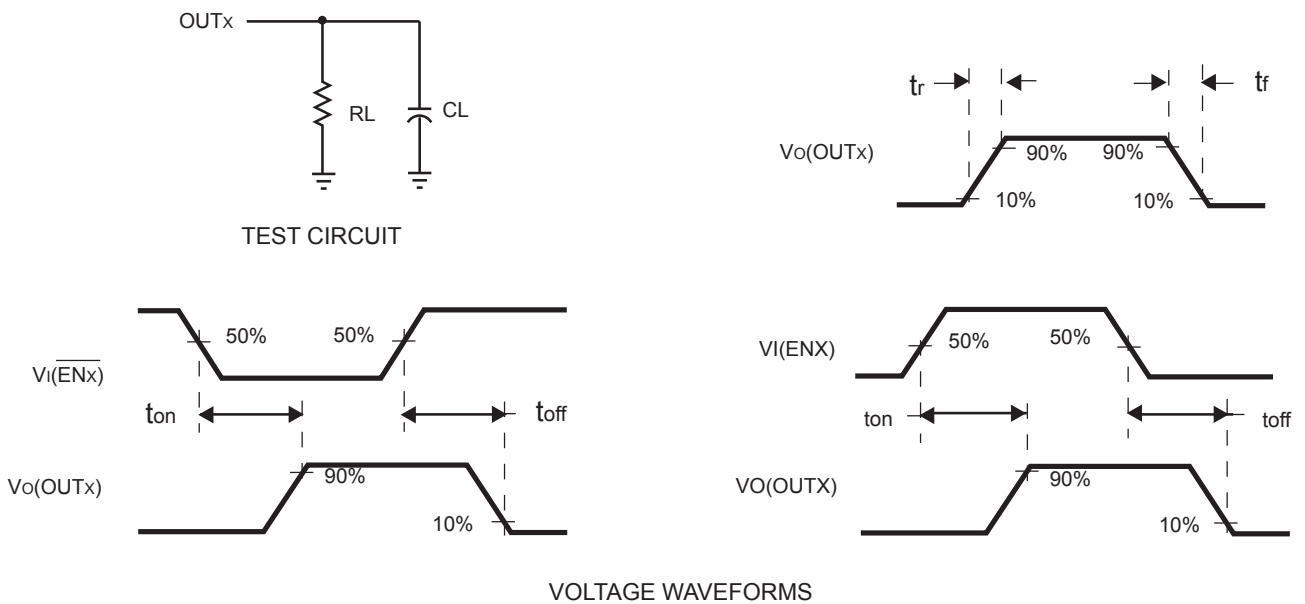 OUTx
RL
CL
TEST CIRCUIT
tr
tf
VO(OUTx)
90%
90%
10%
10%
VI(ENx)
50%
50%
ton
toff
VO(OUTx)
90%
10%
VI(ENX)
50%
50%
ton
toff
VO(OUTX)
90%
10%
VOLTAGE WAVEFORMS